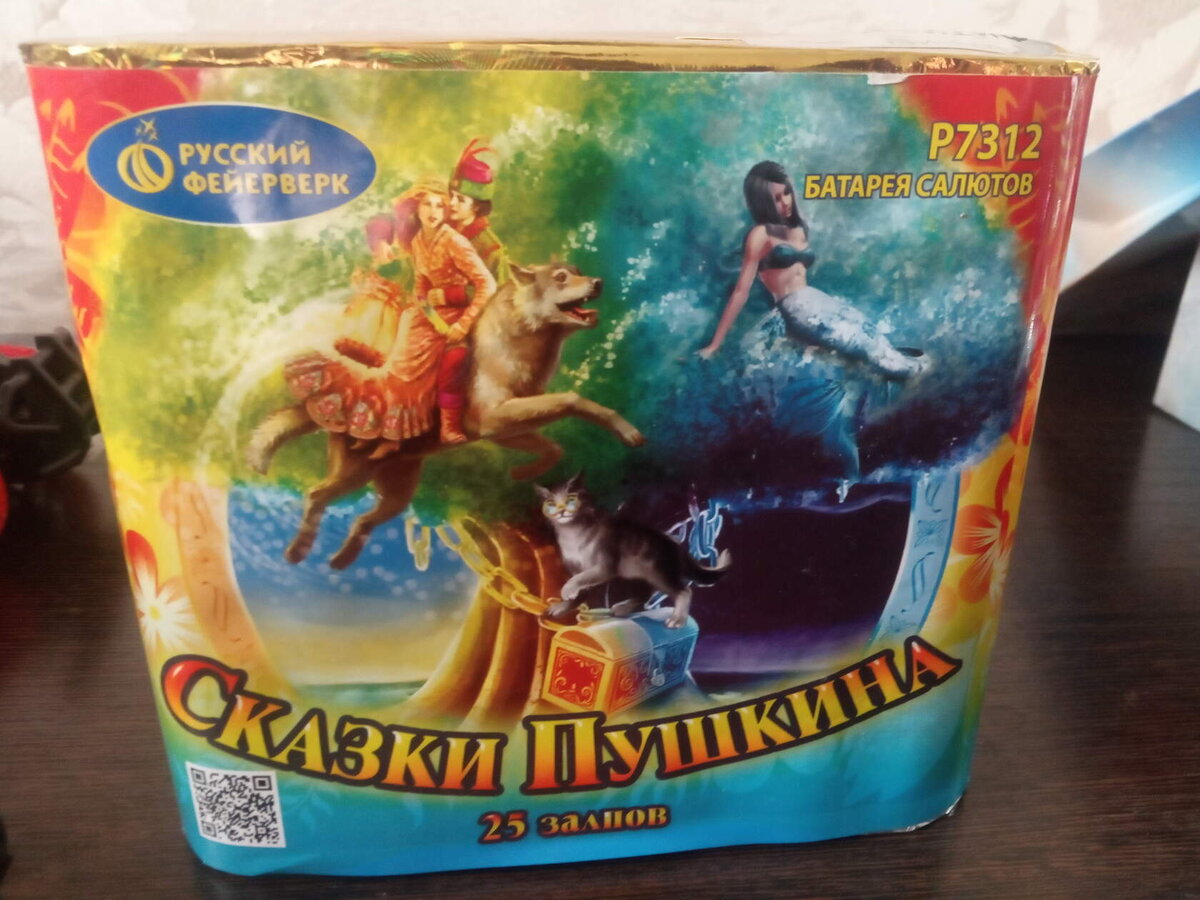 РУССКИЙ
ФЕЙЕРВЕРК
Р7312
БАТАРЕЯ САЛЮТОВ
СКАЗКИ ПУШКИНА
25 залпов